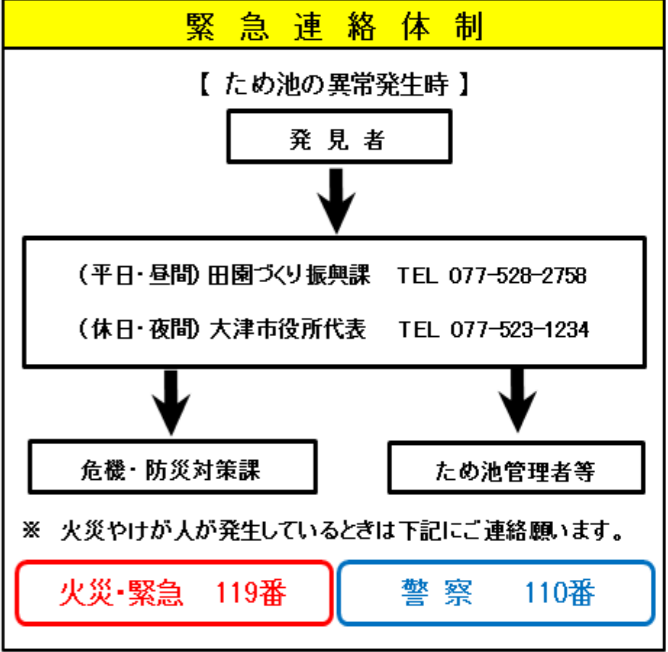 緊急連絡体制
【 ため池の異常発生時 】
発見者
（平日・昼間）田園づくり振興課　TEL 077-528-2758
（休日・夜間）大津市役所代表　TEL 077-523-1234
危機・防災対策課
ため池管理者等
※　火災やけが人が発生しているときは下記にご連絡願います。
火災・緊急　119番
警察　110番